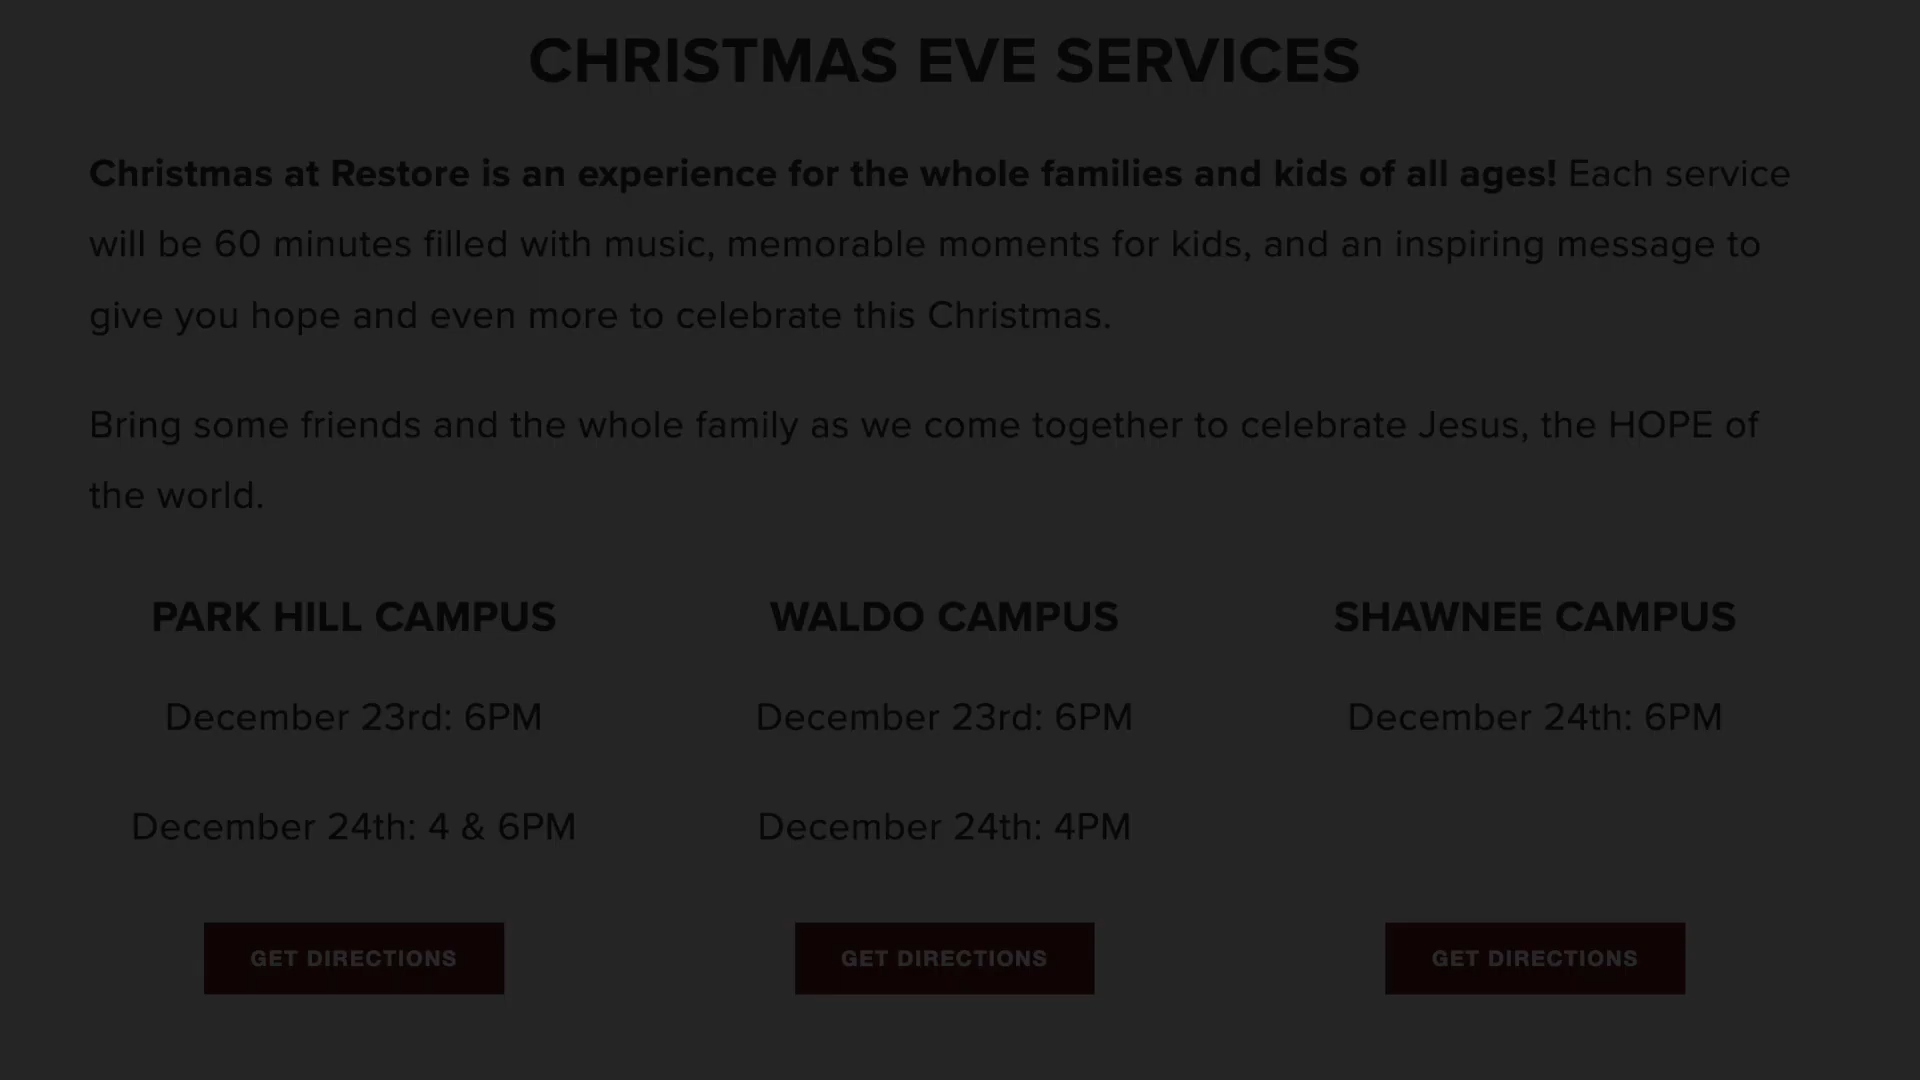 CHRISTMAS EVE SERVICES
Christmas at Restore is an experience for the whole families and kids of all ages! Each service
will be 60 minutes filled with music, memorable moments for kids, and an inspiring message to
give you hope and even more to celebrate this Christmas.
Bring some friends and the whole family as we come together to celebrate Jesus, the HOPE of
the world.
PARK HILL CAMPUS
December 23rd: 6PM
December 24th: 4 & 6PM
GET DIRECTIONS
WALDO CAMPUS
December 23rd: 6PM
December 24th: 4PM
GET DIRECTIONS
SHAWNEE CAMPUS
December 24th: 6PM
GET DIRECTIONS